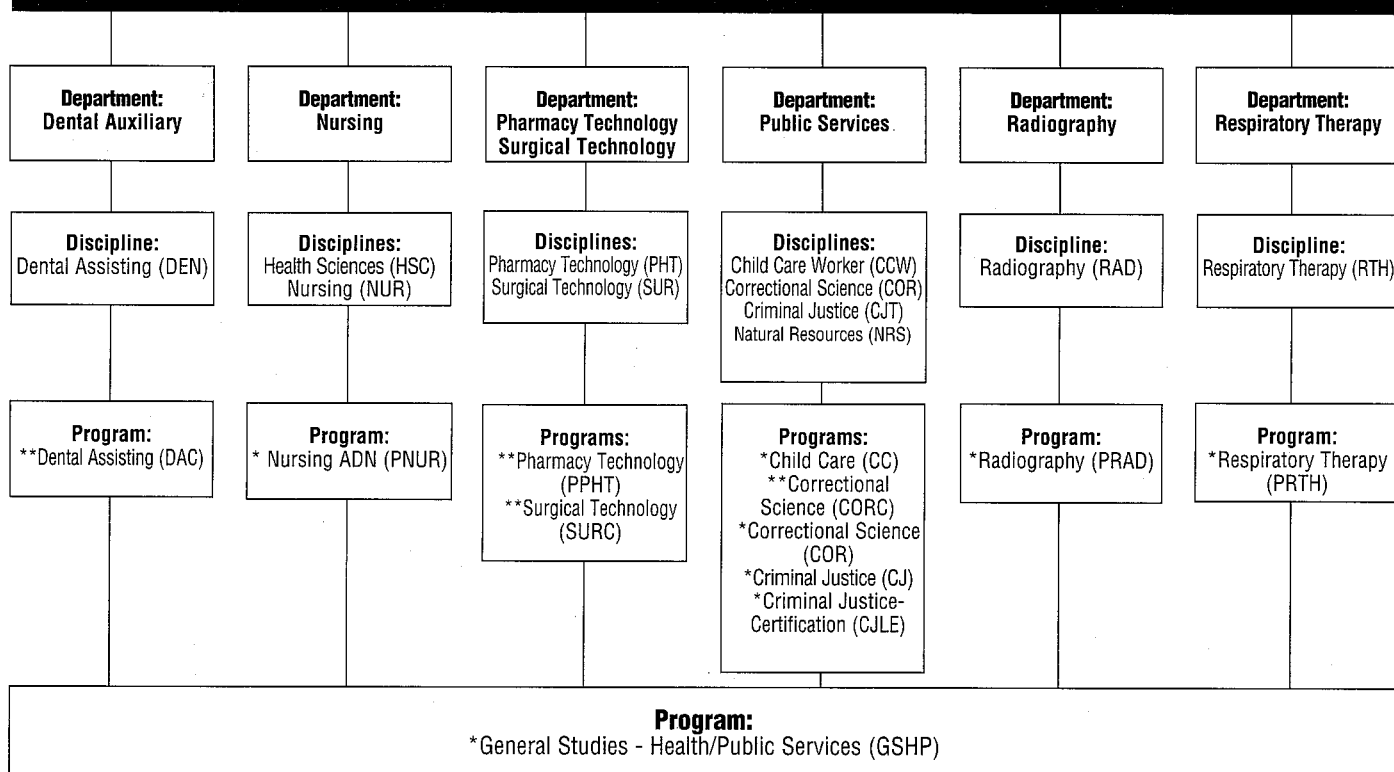 Department:
Dental Auxiliary
Department:
Nursing
Department:
Pharmacy Technology
Surgical Technology
Department:
Public Services
Department:
Radiography
Department:
Respiratory Therapy
Discipline:
Dental Assisting (DEN)
Disciplines:
Health Sciences (HSC)
Nursing (NUR)
Disciplines:
Pharmacy Technology (PHT)
Surgical Technology (SUR)
Disciplines:
Child Care Worker (CCW)
Correctional Science (COR)
Criminal Justice (CJT)
Natural Resources (NRS)
Discipline:
Radiography (RAD)
Discipline:
Respiratory Therapy (RTH)
Program:
**Dental Assisting (DAC)
Program:
* Nursing ADN (PNUR)
Programs:
**Pharmacy Technology
(PPHT)
**Surgical Technology
(SURC)
Programs:
*Child Care (CC)
**Correctional
Science (CORC)
*Correctional Science
(COR)
*Criminal Justice (CJ)
*Criminal Justice-
Certification (CJLE)
Program:
*Radiography (PRAD)
Program:
*Respiratory Therapy
(PRTH)
Program:
*General Studies - Health/Public Services (GSHP)